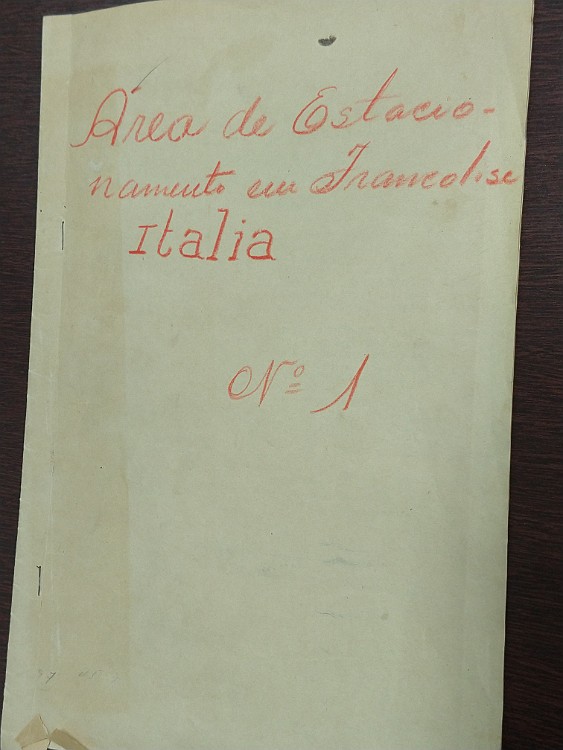 Área de Estacio-
namento em Francolise
Italia
Nº 1